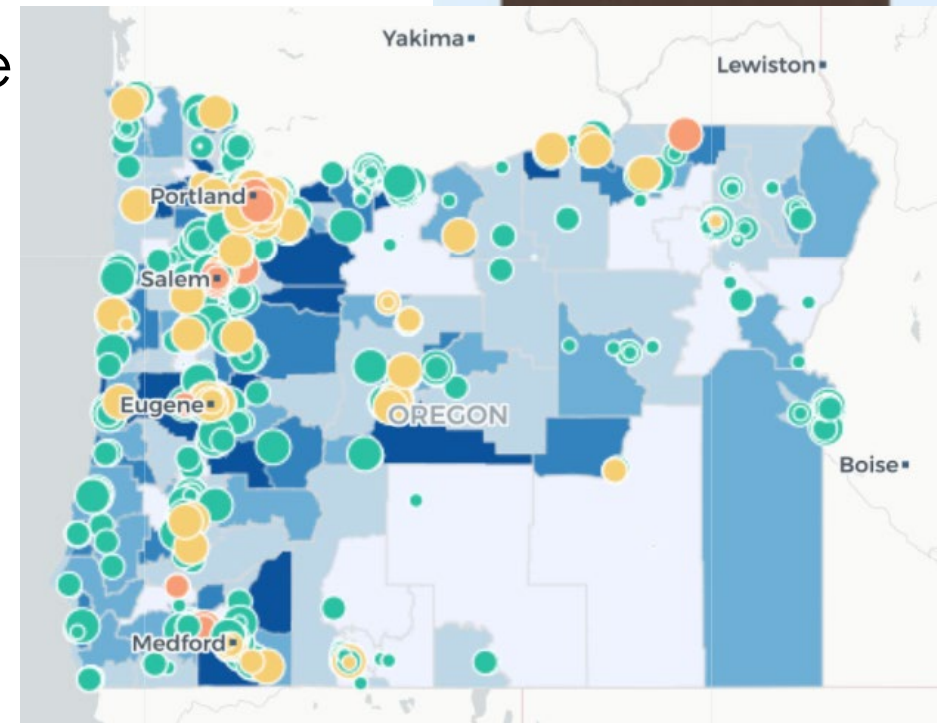 e
Yakima
Lewiston
Portland
Salem
Eugene
OREGON
Boise
Medford